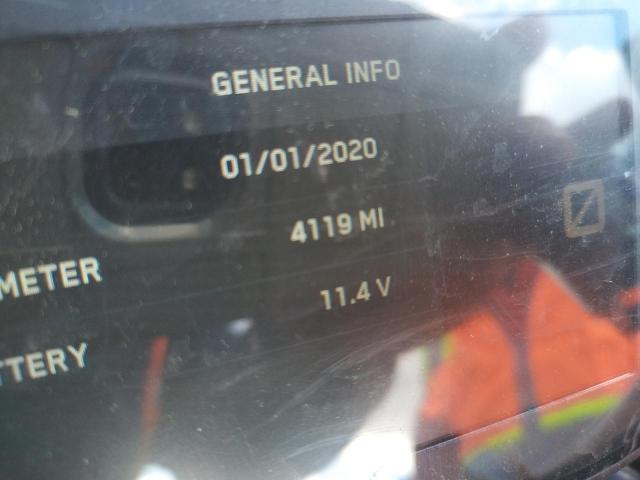 GENERAL INFO
01/01/2020
METER 4119 MI
TTERY 11.4 V